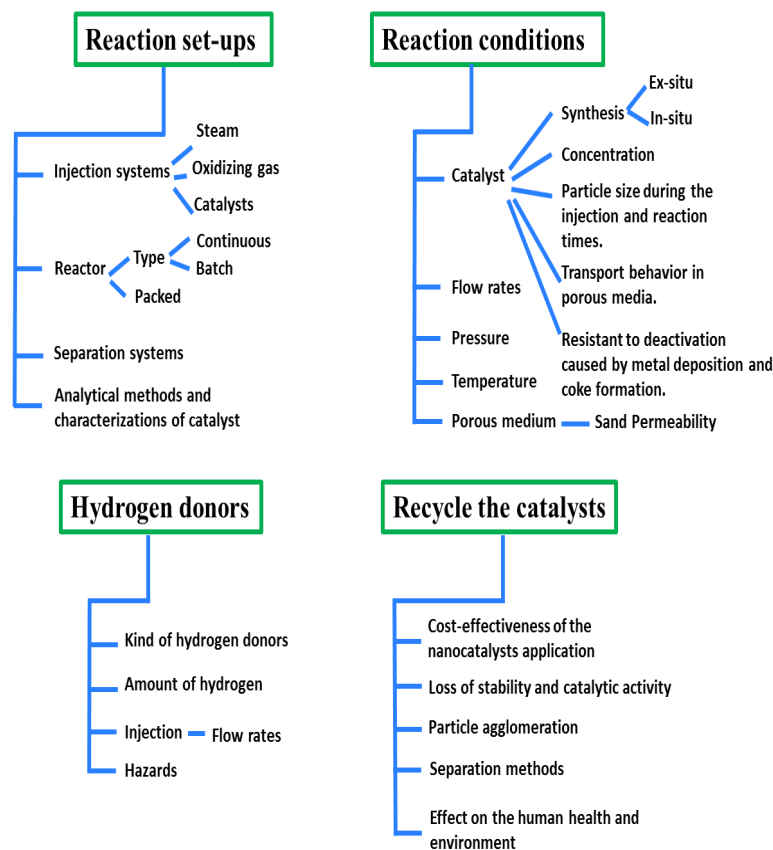 Reaction set-ups
Injection systems
Steam
Oxidizing gas
Catalysts
Reactor
Type
Continuous
Batch
Packed
Separation systems
Analytical methods and
characterizations of catalyst
Reaction conditions
Catalyst
Synthesis
Ex-situ
In-situ
Concentration
Particle size during the
injection and reaction
times.
Transport behavior in
porous media.
Resistant to deactivation
caused by metal deposition and
coke formation.
Flow rates
Pressure
Temperature
Porous medium
Sand Permeability
Hydrogen donors
Kind of hydrogen donors
Amount of hydrogen
Injection
Flow rates
Hazards
Recycle the catalysts
Cost-effectiveness of the
nanocatalysts application
Loss of stability and catalytic activity
Particle agglomeration
Separation methods
Effect on the human health and
environment